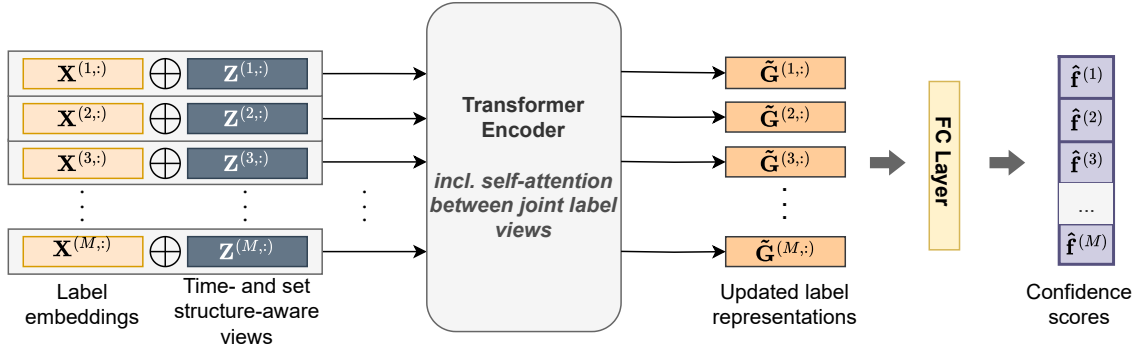 X^(1,:) ⊕ Z^(1,:)
X^(2,:) ⊕ Z^(2,:)
X^(3,:) ⊕ Z^(3,:)
X^(M,:) ⊕ Z^(M,:)
Label
embeddings
Time- and set
structure-aware
views
Transformer
Encoder
incl. self-attention
between joint label
views
G̃^(1,:)
G̃^(2,:)
G̃^(3,:)
G̃^(M,:)
Updated label
representations
FC Layer
f̂^(1)
f̂^(2)
f̂^(3)
...
f̂^(M)
Confidence
scores